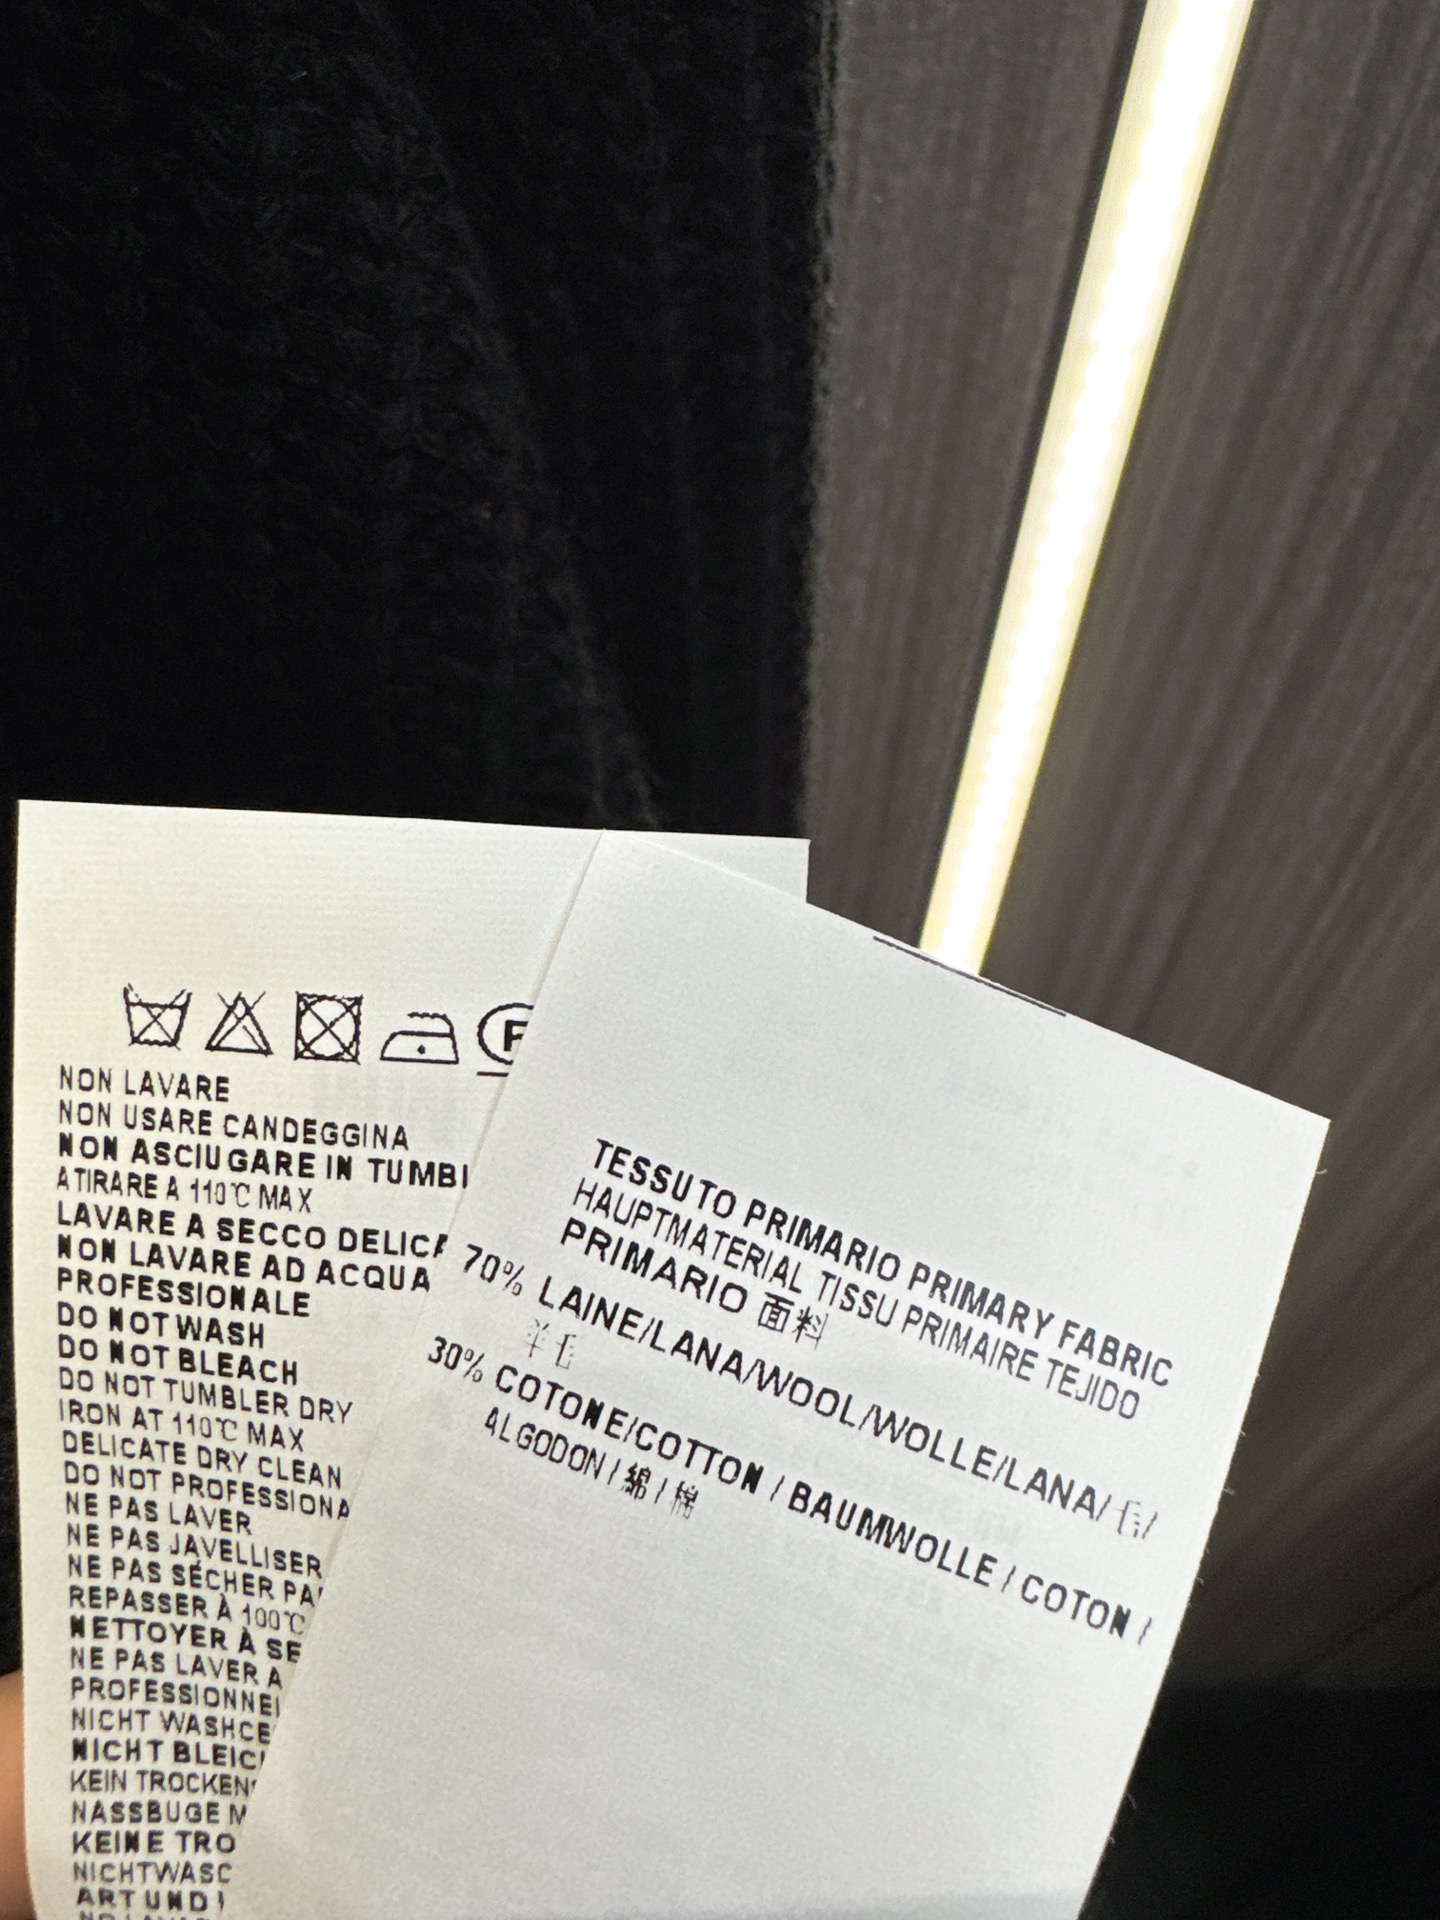 F
NON LAVARE
NON USARE CANDEGGINA
NON ASCIUGARE IN TUMBL
ATIRARE A 110℃ MAX
LAVARE A SECCO DELICA
NON LAVARE AD ACQUA
PROFESSIONALE
DO NOT WASH
DO NOT BLEACH
DO NOT TUMBLER DRY
IRON AT 110℃ MAX
DELICATE DRY CLEAN
DO NOT PROFESSIONA
NE PAS LAVER
NE PAS JAVELLISER
NE PAS SÉCHER PA
REPASSER À 100℃
NETTOYER À SE
NE PAS LAVER A
PROFESSIONNEL
NICHT WASHCE
NICHT BLEIC
KEIN TROCKEN
NASSBUGE M
KEINE TRO
NICHTWASC
ART UND
TESSUTO PRIMARIO PRIMARY FABRIC
HAUPTMATERIAL TISSU PRIMAIRE TEJIDO
PRIMARIO 面料
70% LAINE/LANA/WOOL/WOLLE/LANA/ /
羊毛
30% COTONE/COTTON / BAUMWOLLE / COTON /
ALGODON / 綿 / 棉